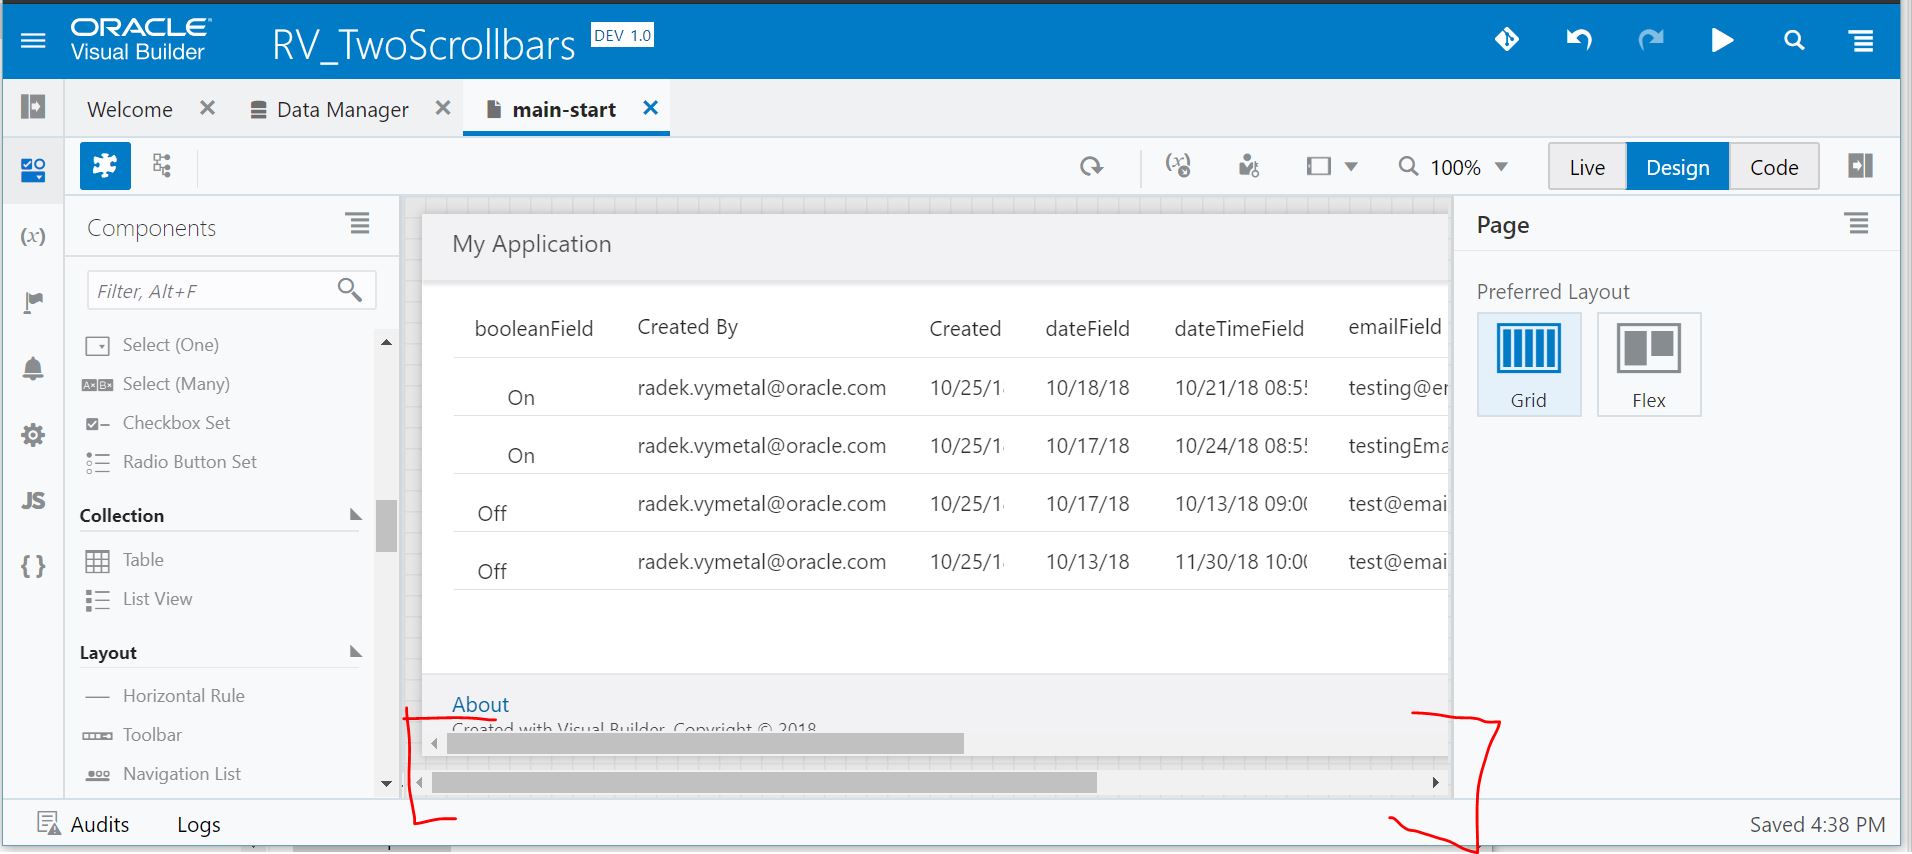 ORACLE®
Visual Builder
RV_TwoScrollbars
DEV 1.0
Welcome
Data Manager
main-start
(x)
100%
Live
Design
Code
Components
Filter, Alt+F
Select (One)
Select (Many)
Checkbox Set
Radio Button Set
Collection
Table
List View
Layout
Horizontal Rule
Toolbar
Navigation List
(x)
JS
{ }
My Application
booleanField Created By Created dateField dateTimeField emailField
On radek.vymetal@oracle.com 10/25/1 10/18/18 10/21/18 08:55 testing@em
On radek.vymetal@oracle.com 10/25/1 10/17/18 10/24/18 08:55 testingEma
Off radek.vymetal@oracle.com 10/25/1 10/17/18 10/13/18 09:00 test@emai
Off radek.vymetal@oracle.com 10/25/1 10/13/18 11/30/18 10:00 test@emai
About
Created with Visual Builder. Copyright © 2018
Page
Preferred Layout
Grid
Flex
Audits
Logs
Saved 4:38 PM